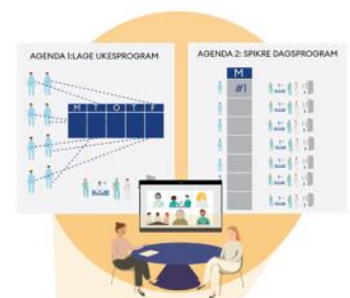 AGENDA 1:LAGE UKESPROGRAM
M T O T F
AGENDA 2: SPIKRE DAGSPROGRAM
M
#1